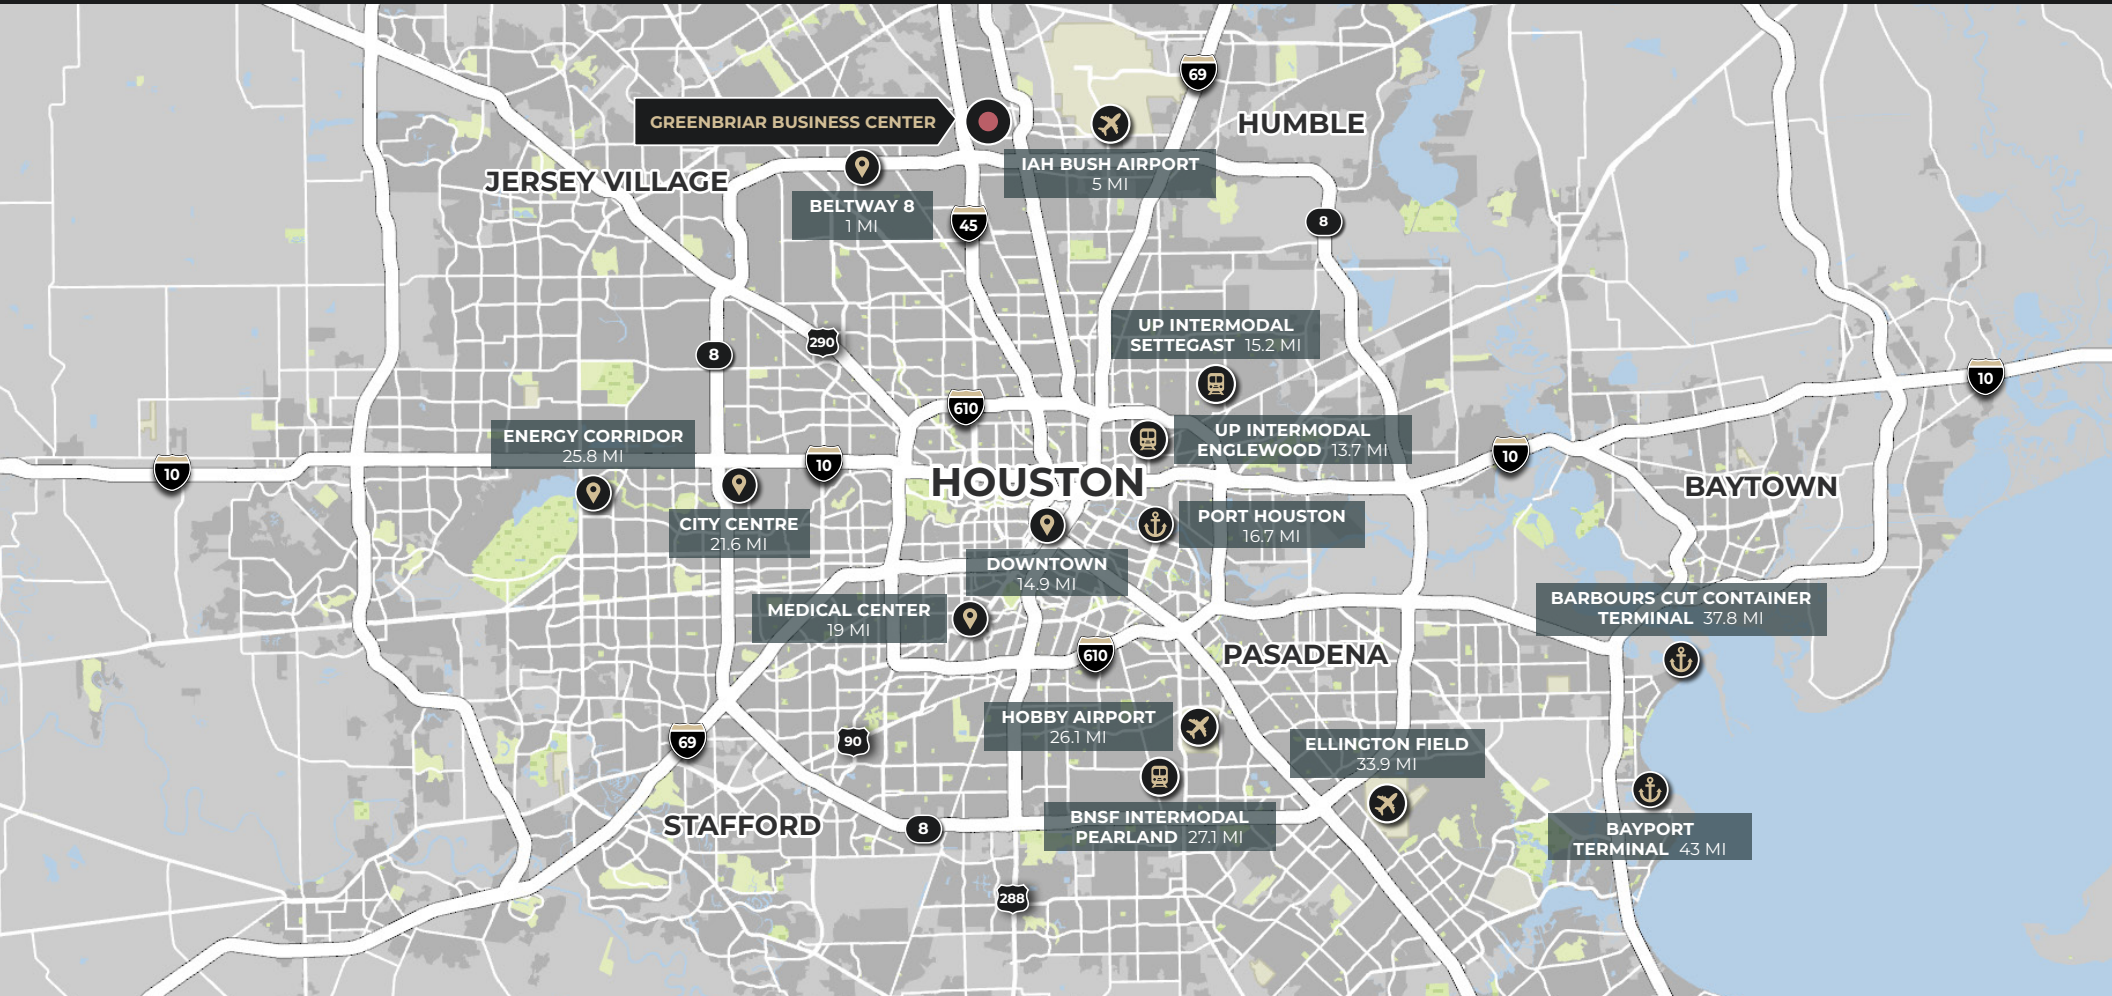 69
GREENBRIAR BUSINESS CENTER
HUMBLE
IAH BUSH AIRPORT
5 MI
JERSEY VILLAGE
BELTWAY 8
1 MI
45
8
UP INTERMODAL
SETTEGAST 15.2 MI
290
8
10
610
ENERGY CORRIDOR
25.8 MI
UP INTERMODAL
ENGLEWOOD 13.7 MI
10
10
10
HOUSTON
BAYTOWN
CITY CENTRE
21.6 MI
PORT HOUSTON
16.7 MI
DOWNTOWN
14.9 MI
MEDICAL CENTER
19 MI
BARBOURS CUT CONTAINER
TERMINAL 37.8 MI
610
PASADENA
HOBBY AIRPORT
26.1 MI
69
90
ELLINGTON FIELD
33.9 MI
STAFFORD
8
BNSF INTERMODAL
PEARLAND 27.1 MI
BAYPORT
TERMINAL 43 MI
288